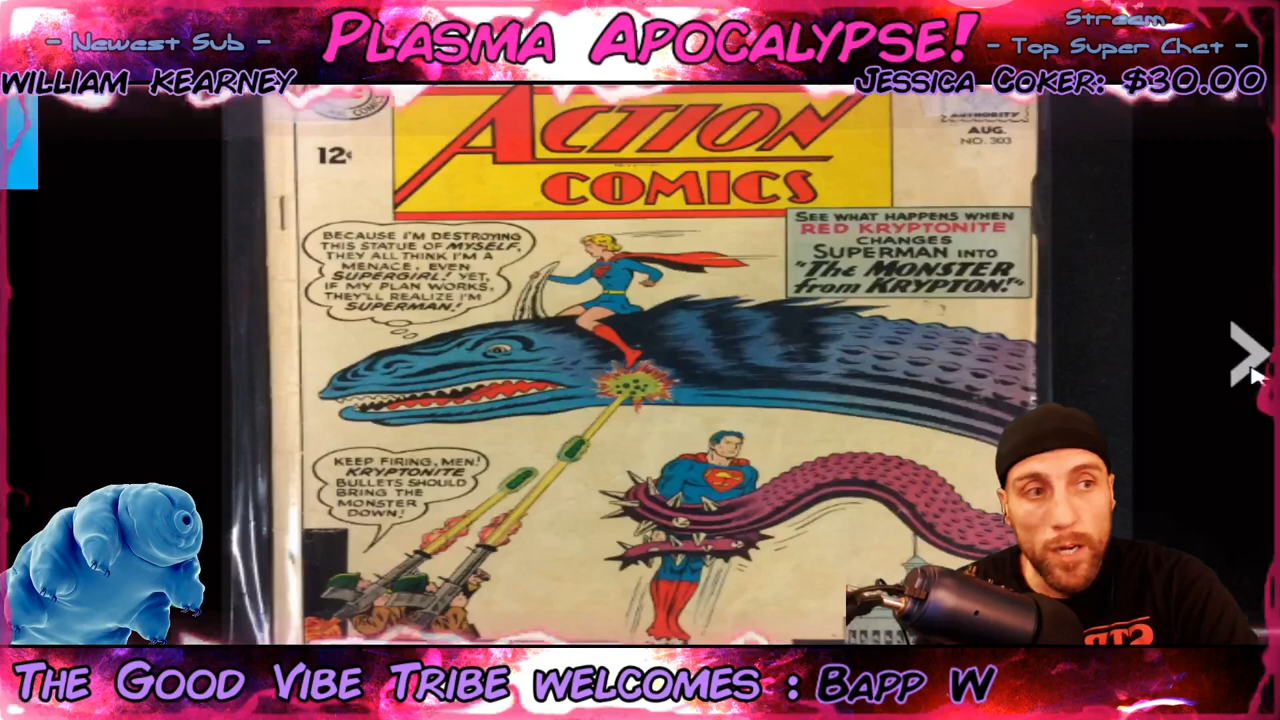 - Newest Sub -
WILLIAM KEARNEY
PLASMA APOCALYPSE!
Stream
- Top Super Chat -
JESSICA COKER: $30.00
COMICS
12¢
ACTION
COMICS
AUTHORITY
AUG.
NO. 303
BECAUSE I'M DESTROYING
THIS STATUE OF MYSELF,
THEY ALL THINK I'M A
MENACE, EVEN
SUPERGIRL! YET,
IF MY PLAN WORKS,
THEY'LL REALIZE I'M
SUPERMAN!
SEE WHAT HAPPENS WHEN
RED KRYPTONITE
CHANGES
SUPERMAN INTO
"The MONSTER
from KRYPTON!"
KEEP FIRING, MEN!
KRYPTONITE
BULLETS SHOULD
BRING THE
MONSTER
DOWN!
THE GOOD VIBE TRIBE WELCOMES : BAPP W